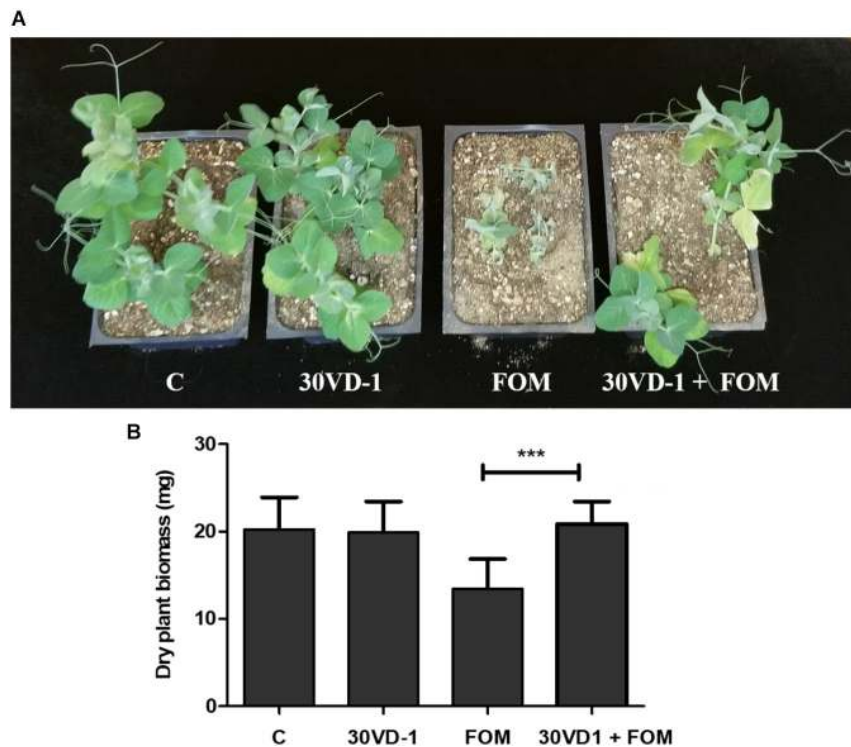 A
C 30VD-1 FOM 30VD-1 + FOM
B
30
20
10
0
Dry plant biomass (mg)
***
C 30VD-1 FOM 30VD1 + FOM